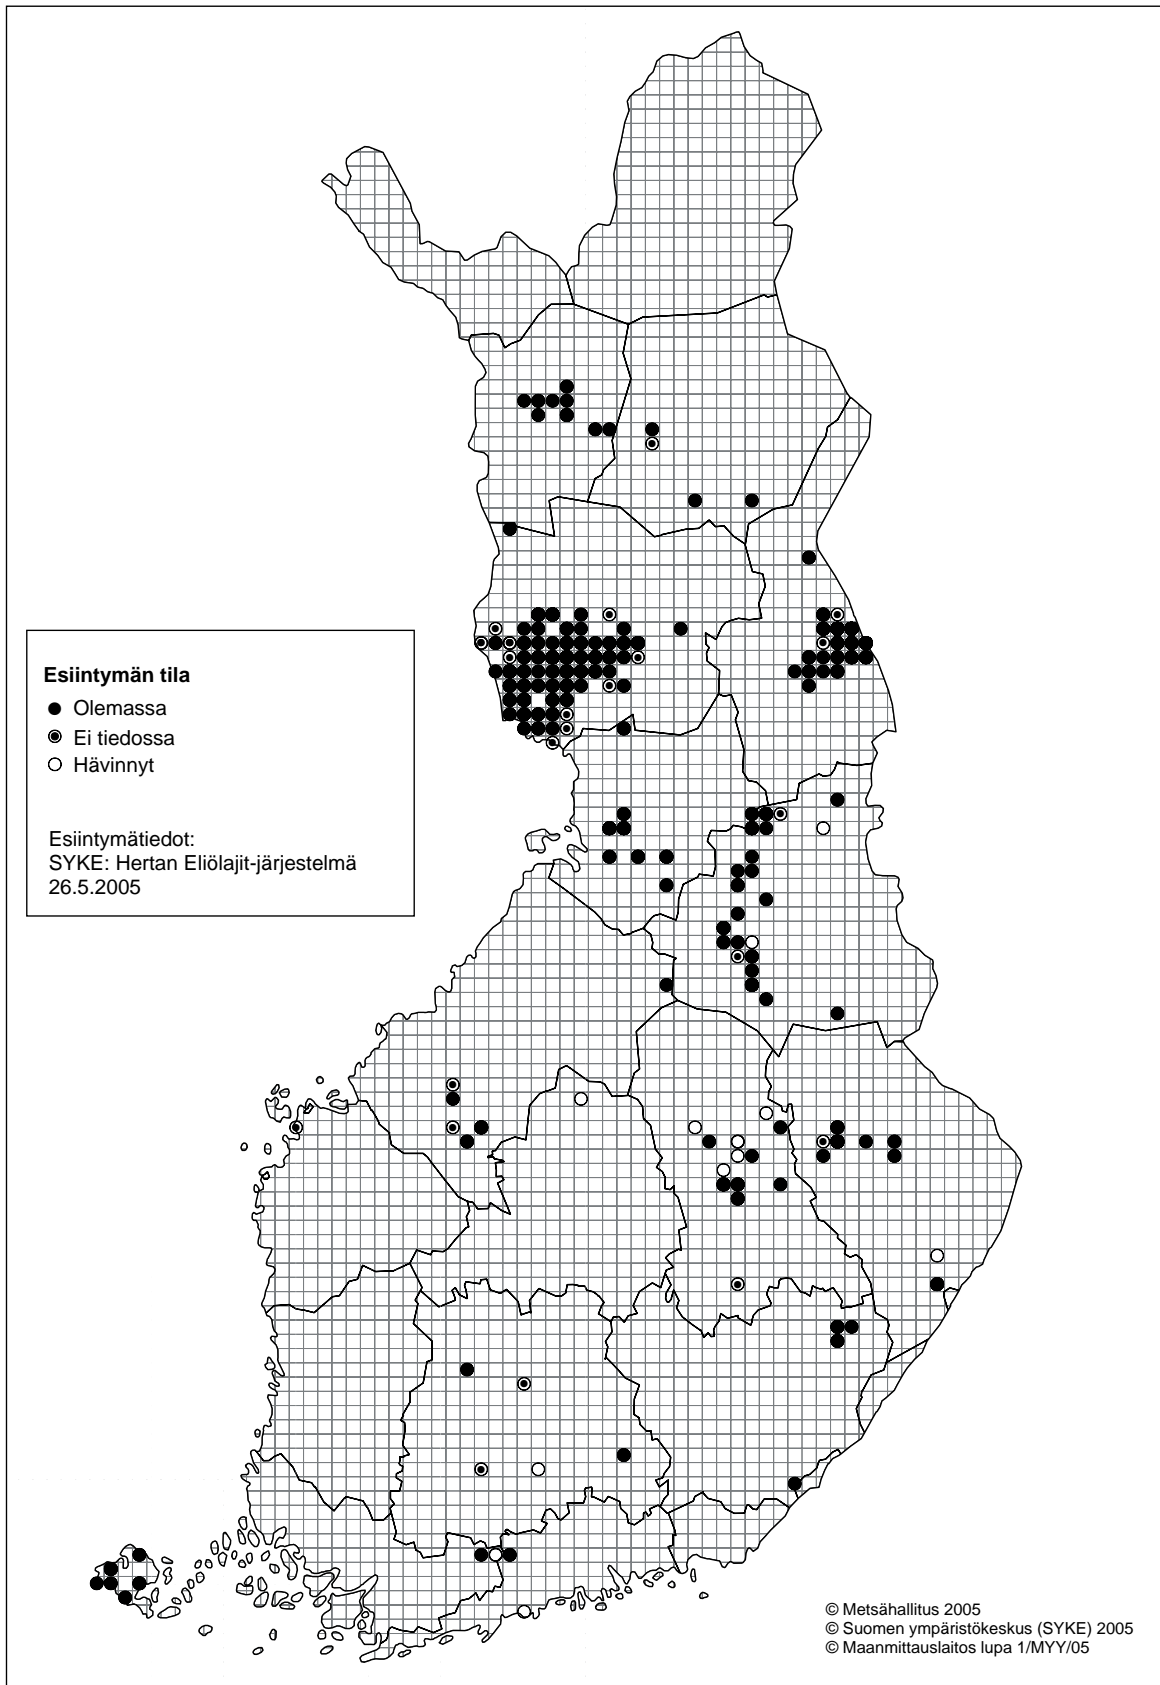 Esiintymän tila
Olemassa
Ei tiedossa
Hävinnyt
Esiintymätiedot:
SYKE: Hertan Eliölajit-järjestelmä
26.5.2005
© Metsähallitus 2005
© Suomen ympäristökeskus (SYKE) 2005
© Maanmittauslaitos lupa 1/MYY/05